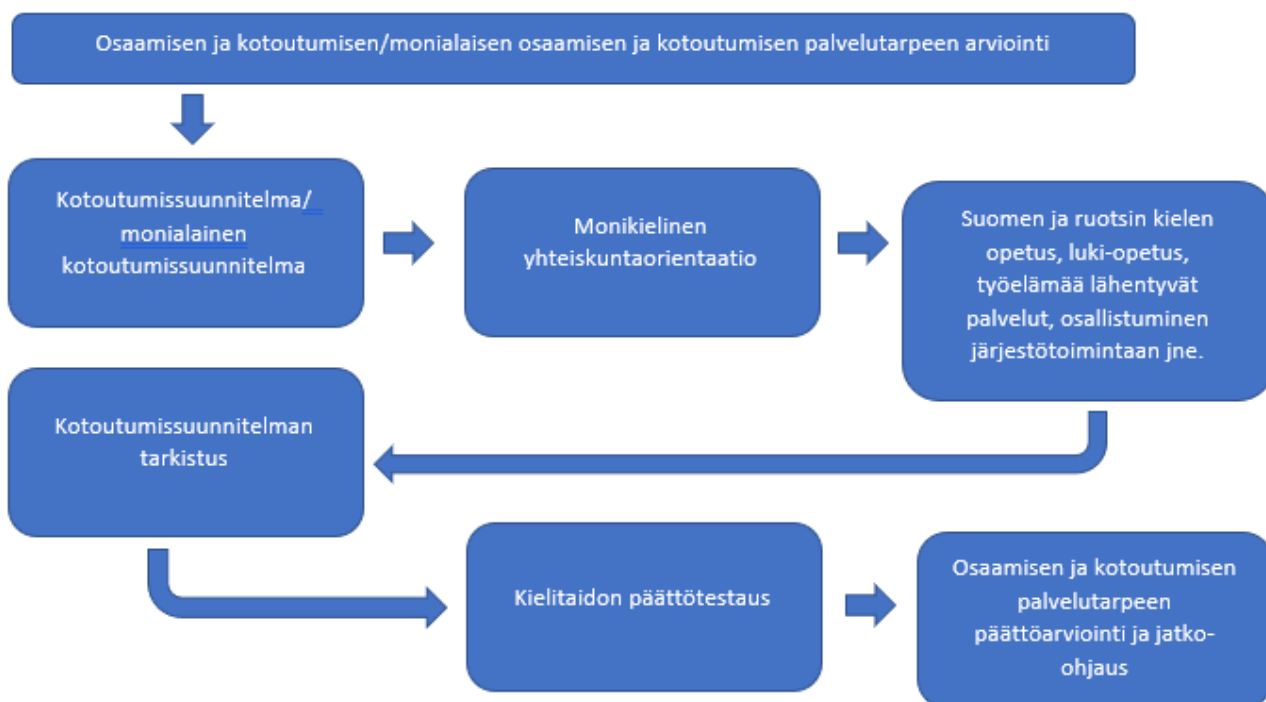 Osaamisen ja kotoutumisen/monialaisen osaamisen ja kotoutumisen palvelutarpeen arviointi
Kotoutumissuunnitelma/
monialainen
kotoutumissuunnitelma
Monikielinen
yhteiskuntaorientaatio
Suomen ja ruotsin kielen
opetus, luki-opetus,
työelämää lähentyvät
palvelut, osallistuminen
järjestötoimintaan jne.
Kotoutumissuunnitelman
tarkistus
Kielitaidon päättötestaus
Osaamisen ja kotoutumisen
palvelutarpeen
päättöarviointi ja jatko-
ohjaus